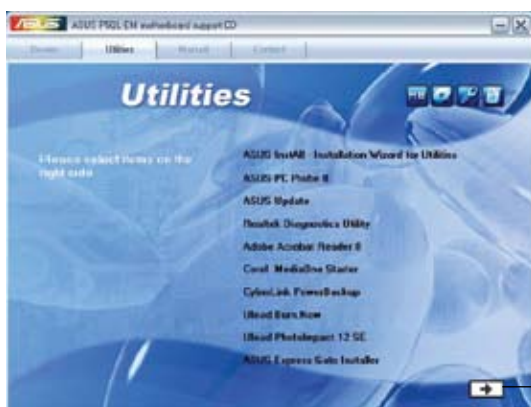 ASUS
ASUS P5QL-EM motherboard support CD
Drivers
Utilities
Manual
Contact
Utilities
Please select items on the
right side
ASUS InstAll - Installation Wizard for Utilities
ASUS PC Probe II
ASUS Update
Realtek Diagnostics Utility
Adobe Acrobat Reader 8
Corel MediaOne Starter
CyberLink PowerBackup
Ulead Burn.Now
Ulead PhotoImpact 12 SE
ASUS Express Gate Installer